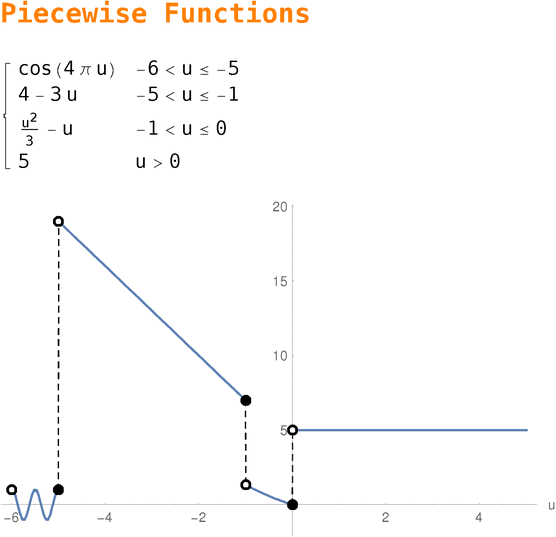 Piecewise Functions
cos(4 π u) -6 < u ≤ -5
4 - 3 u -5 < u ≤ -1
u²/3 - u -1 < u ≤ 0
5 u > 0
20
15
10
5
-6 -4 -2 2 4 u